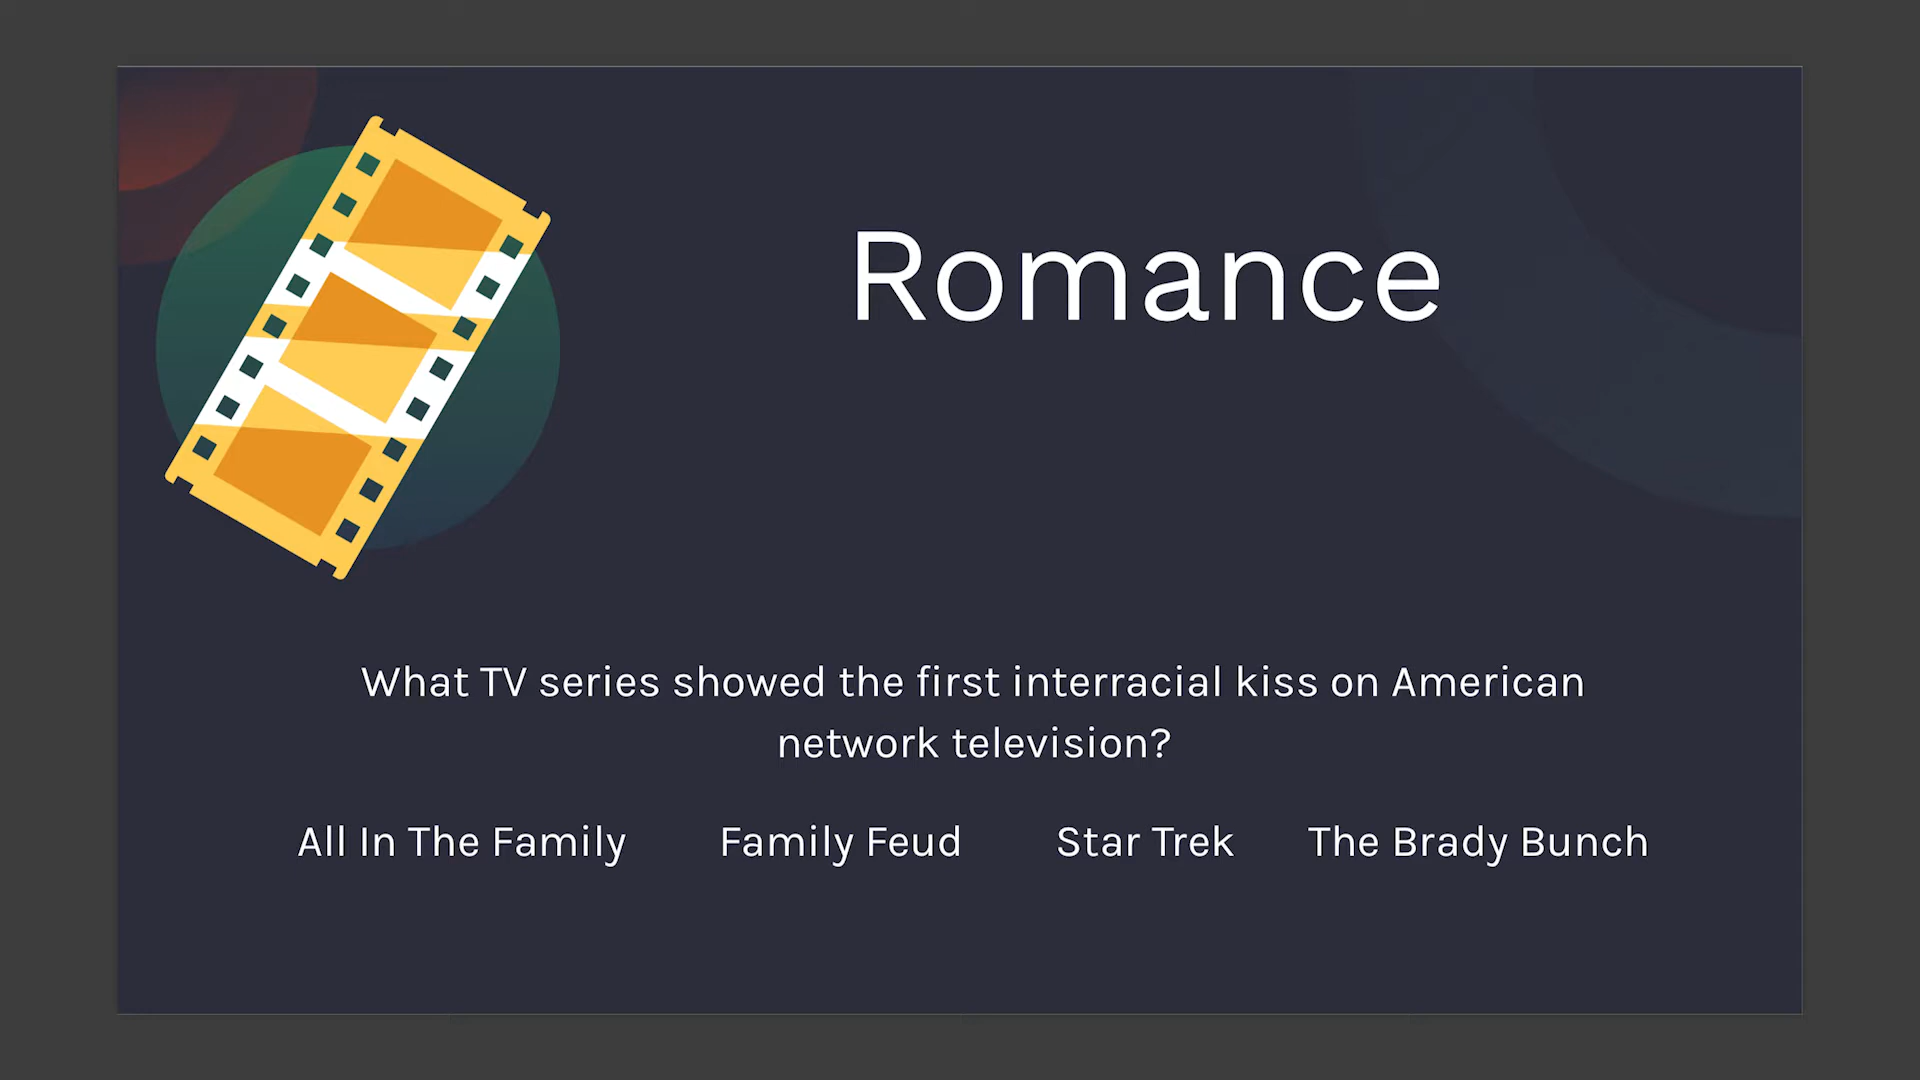 Romance
What TV series showed the first interracial kiss on American
network television?
All In The Family Family Feud Star Trek The Brady Bunch